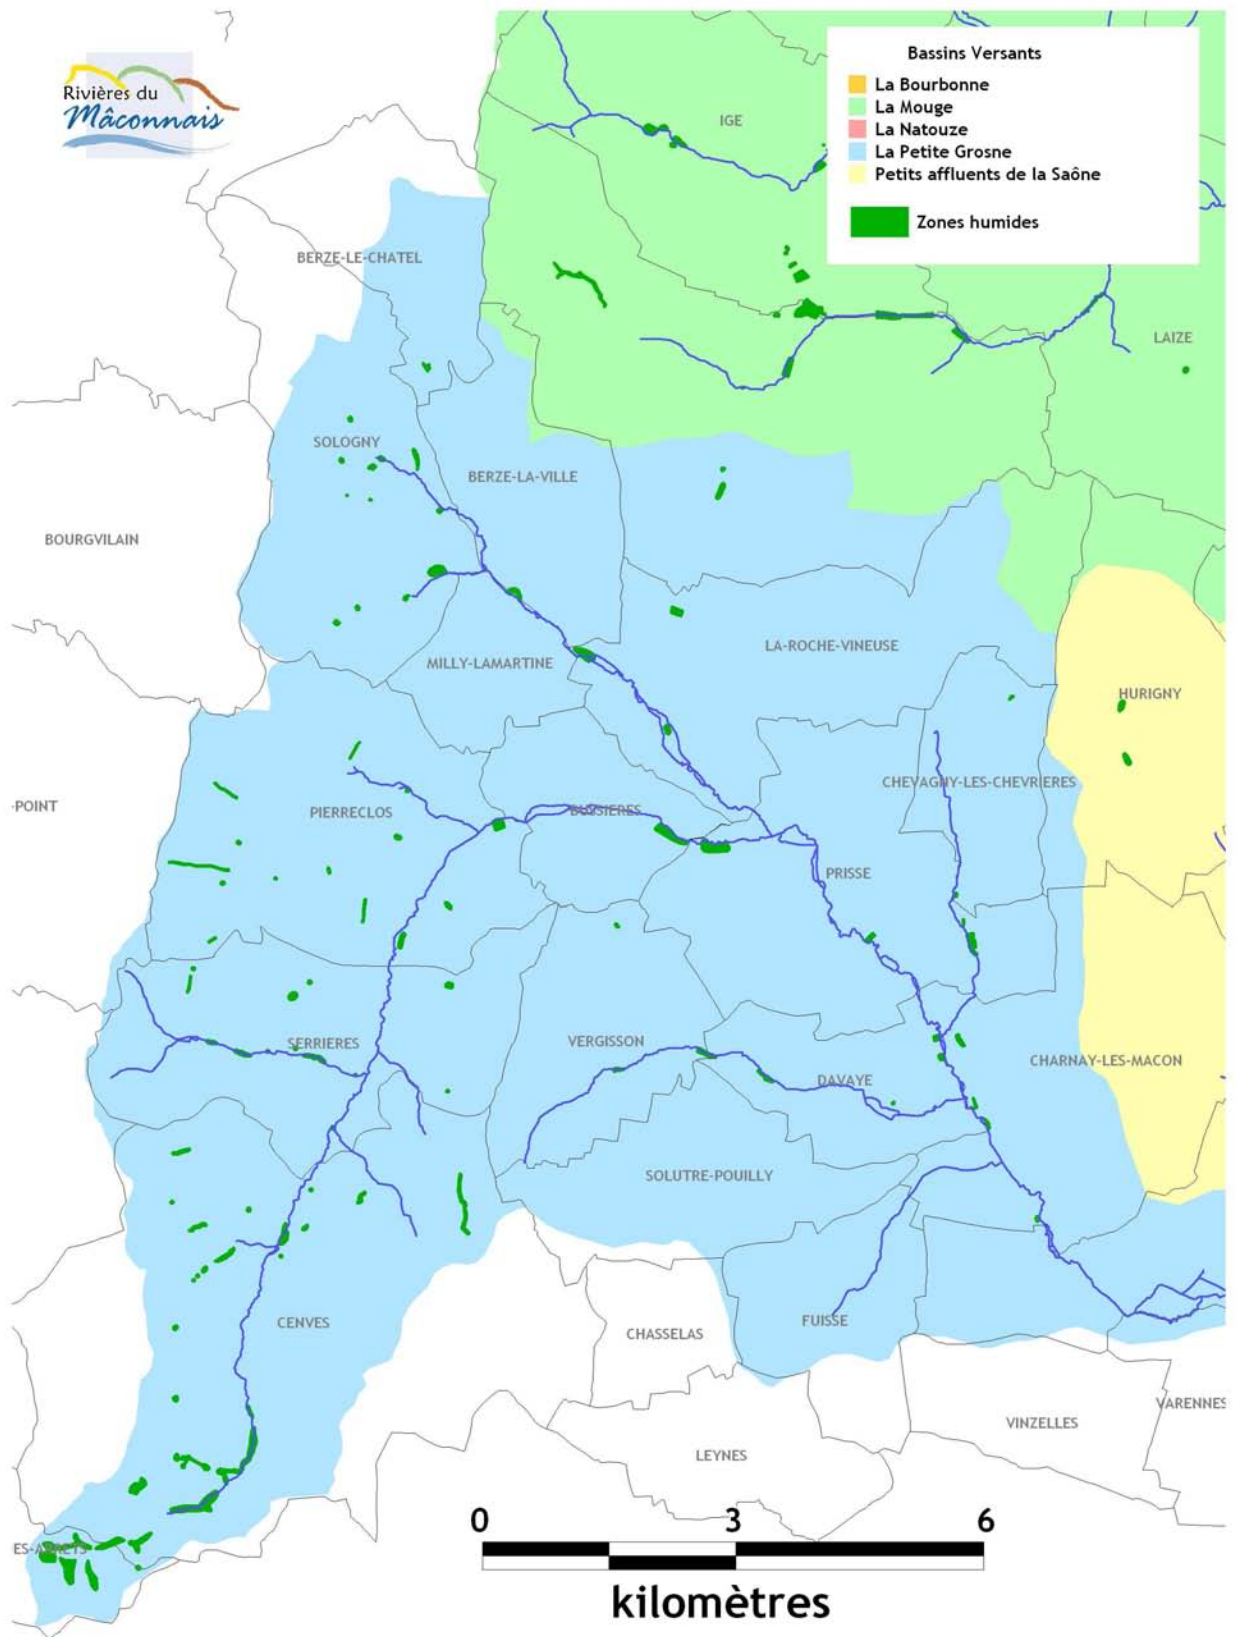 Rivières du
Mâconnais
Bassins Versants
La Bourbonne
La Mouge
La Natouze
La Petite Grosne
Petits affluents de la Saône
Zones humides
IGE
BERZE-LE-CHATEL
LAIZE
SOLOGNY
BERZE-LA-VILLE
BOURGVILAIN
LA-ROCHE-VINEUSE
MILLY-LAMARTINE
HURIGNY
CHEVAGNY-LES-CHEVRIERES
-POINT
PIERRECLOS
BUSSIERES
PRISSE
SERRIERES
VERGISSON
CHARNAY-LES-MACON
DAVAYE
SOLUTRE-POUILLY
CENVES
FUISSE
CHASSELAS
VARENNES
VINZELLES
LEYNES
0 3 6
kilomètres